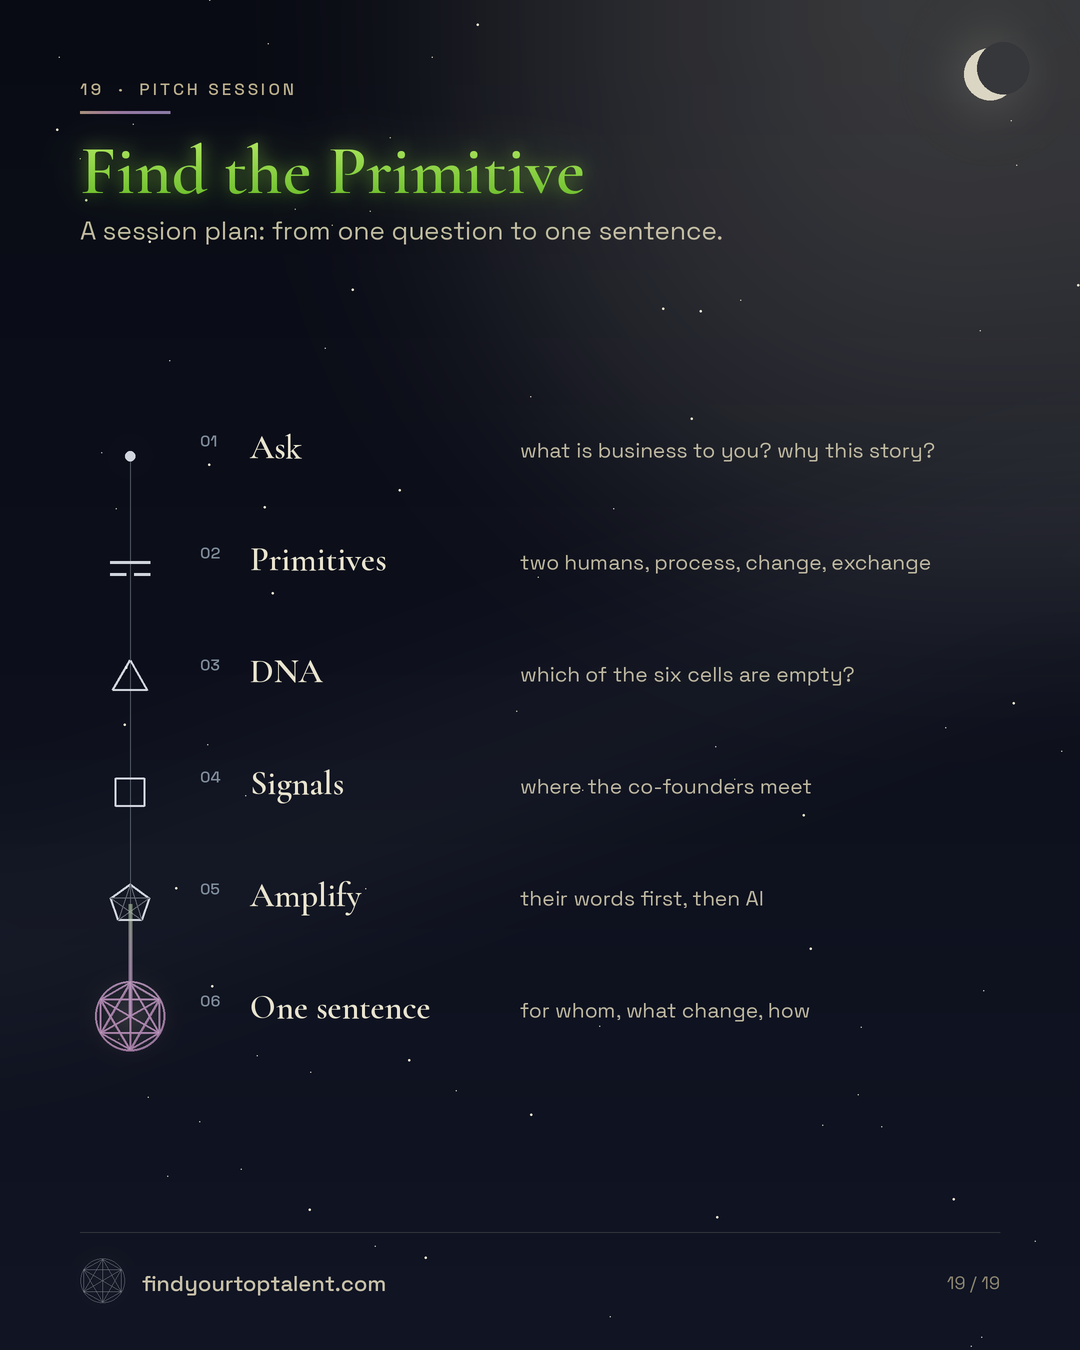 19 · PITCH SESSION
Find the Primitive
A session plan: from one question to one sentence.
01 Ask what is business to you? why this story?
02 Primitives two humans, process, change, exchange
03 DNA which of the six cells are empty?
04 Signals where the co-founders meet
05 Amplify their words first, then AI
06 One sentence for whom, what change, how
findyourtoptalent.com 19 / 19